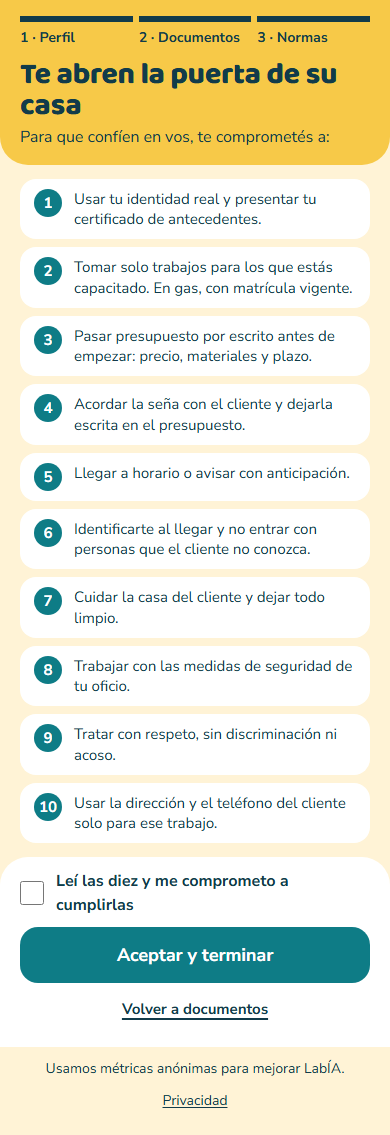 1 · Perfil
2 · Documentos
3 · Normas
Te abren la puerta de su
casa
Para que confíen en vos, te comprometés a:
1
Usar tu identidad real y presentar tu
certificado de antecedentes.
2
Tomar solo trabajos para los que estás
capacitado. En gas, con matrícula vigente.
3
Pasar presupuesto por escrito antes de
empezar: precio, materiales y plazo.
4
Acordar la seña con el cliente y dejarla
escrita en el presupuesto.
5
Llegar a horario o avisar con anticipación.
6
Identificarte al llegar y no entrar con
personas que el cliente no conozca.
7
Cuidar la casa del cliente y dejar todo
limpio.
8
Trabajar con las medidas de seguridad de
tu oficio.
9
Tratar con respeto, sin discriminación ni
acoso.
10
Usar la dirección y el teléfono del cliente
solo para ese trabajo.
Leí las diez y me comprometo a
cumplirlas
Aceptar y terminar
Volver a documentos
Usamos métricas anónimas para mejorar LabÍA.
Privacidad